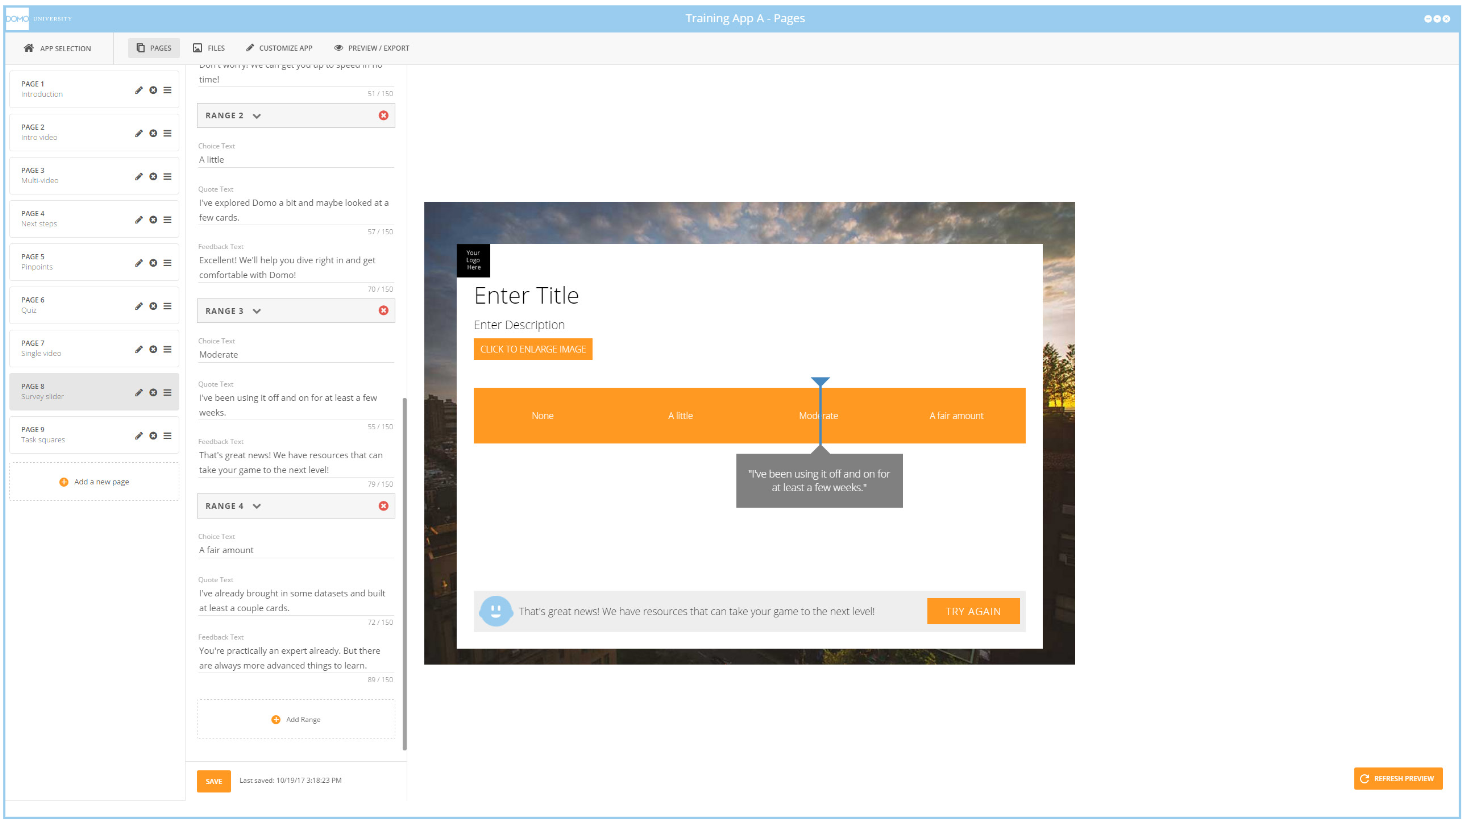 DOMO UNIVERSITY
Training App A - Pages
APP SELECTION
PAGES
FILES
CUSTOMIZE APP
PREVIEW / EXPORT
PAGE 1
Introduction
PAGE 2
Intro video
PAGE 3
Multi-video
PAGE 4
Next steps
PAGE 5
Pinpoints
PAGE 6
Quiz
PAGE 7
Single video
PAGE 8
Survey slider
PAGE 9
Task squares
Add a new page
Don't worry! We can get you up to speed in no
time!
51 / 150
RANGE 2
Choice Text
A little
Quote Text
I've explored Domo a bit and maybe looked at a
few cards.
57 / 150
Feedback Text
Excellent! We'll help you dive right in and get
comfortable with Domo!
70 / 150
RANGE 3
Choice Text
Moderate
Quote Text
I've been using it off and on for at least a few
weeks.
55 / 150
Feedback Text
That's great news! We have resources that can
take your game to the next level!
79 / 150
RANGE 4
Choice Text
A fair amount
Quote Text
I've already brought in some datasets and built
at least a couple cards.
72 / 150
Feedback Text
You're practically an expert already. But there
are always more advanced things to learn.
89 / 150
Add Range
SAVE
Last saved: 10/19/17 3:18:23 PM
Your
Logo
Here
Enter Title
Enter Description
CLICK TO ENLARGE IMAGE
None
A little
Moderate
A fair amount
"I've been using it off and on for
at least a few weeks."
That's great news! We have resources that can take your game to the next level!
TRY AGAIN
REFRESH PREVIEW